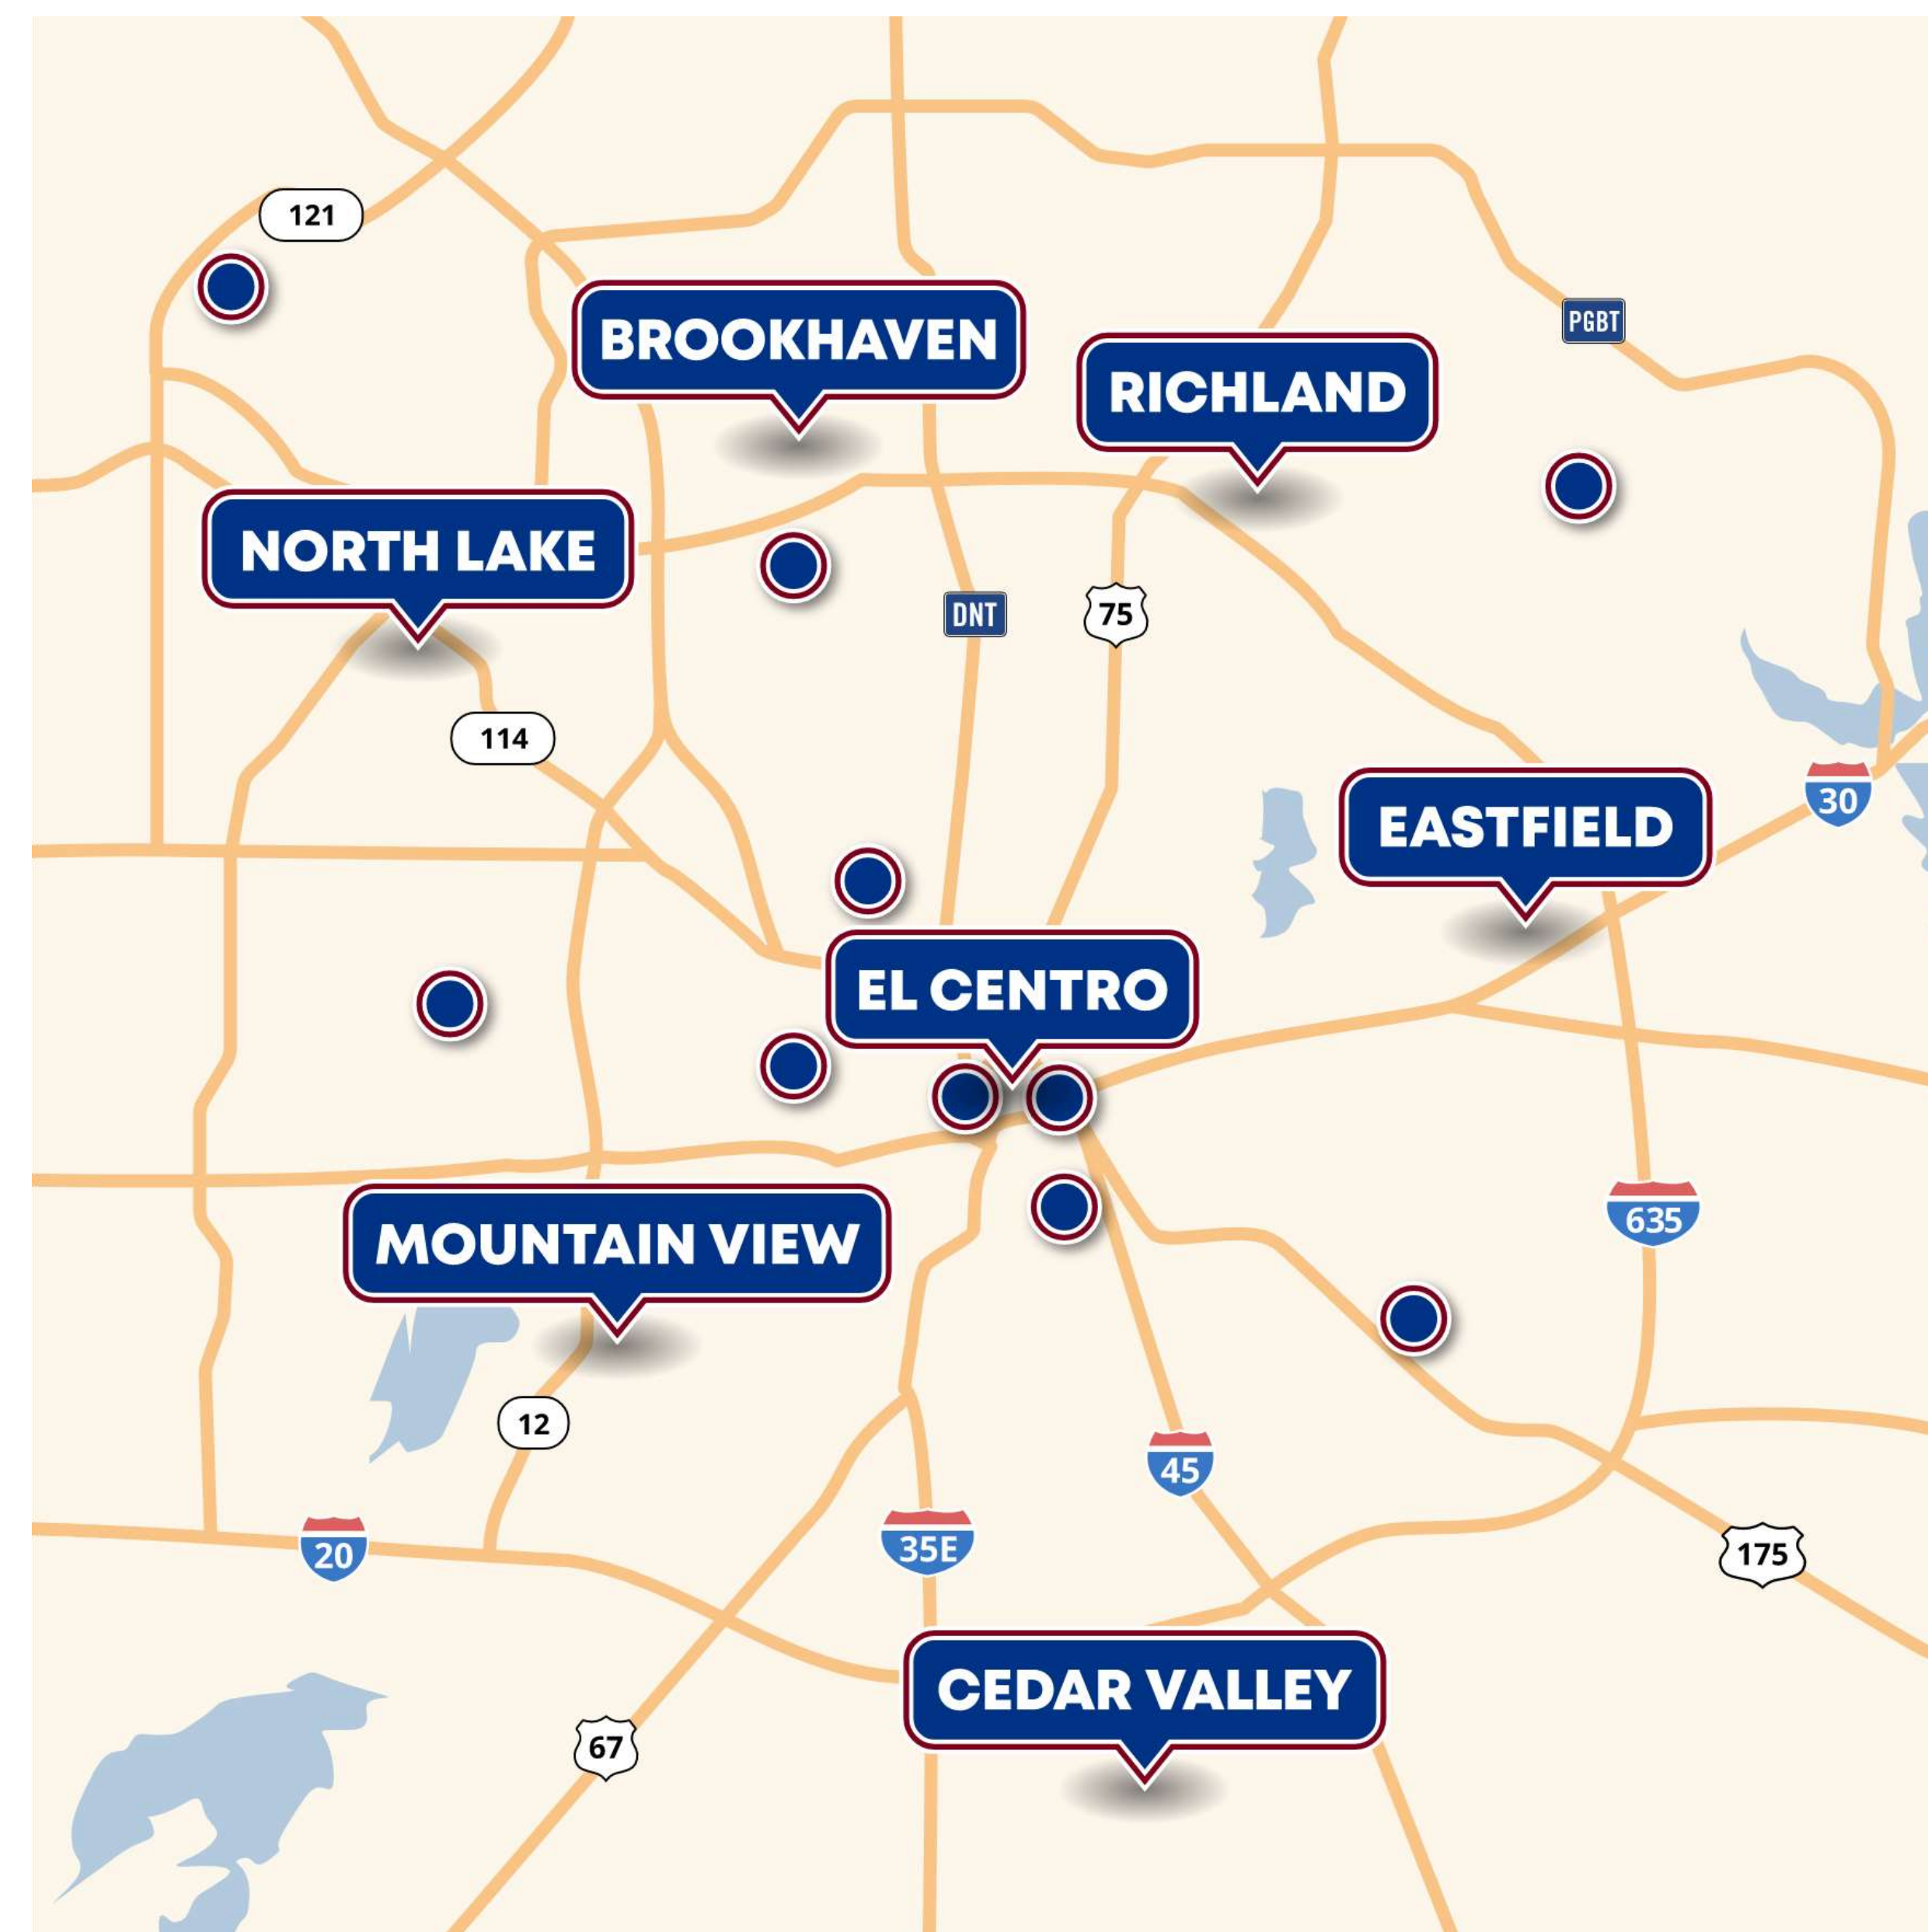 121
BROOKHAVEN
PGBT
RICHLAND
NORTH LAKE
DNT
75
114
EASTFIELD
30
EL CENTRO
635
MOUNTAIN VIEW
12
45
20
35E
175
CEDAR VALLEY
67